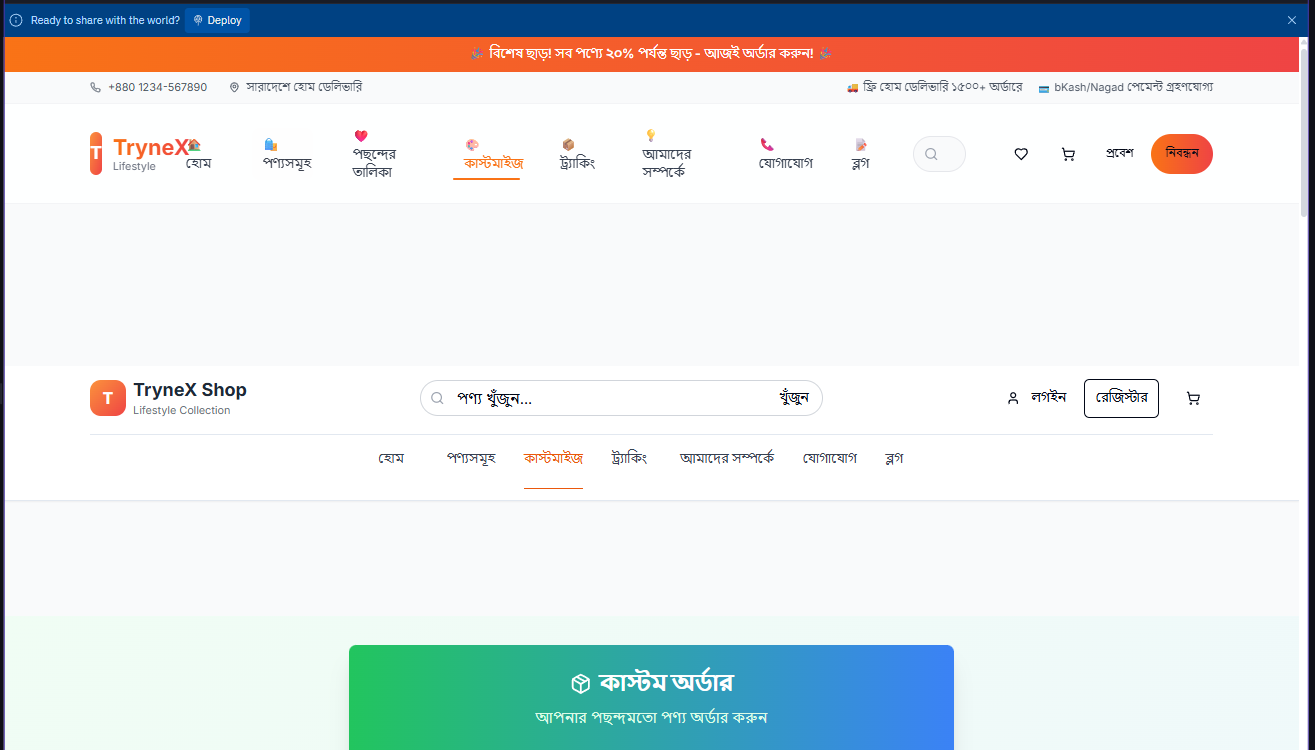 Ready to share with the world? Deploy
বিশেষ ছাড়! সব পণ্যে ২০% পর্যন্ত ছাড় - আজই অর্ডার করুন!
+880 1234-567890 সারাদেশে হোম ডেলিভারি ফ্রি হোম ডেলিভারি ১৫০০+ অর্ডারে bKash/Nagad পেমেন্ট গ্রহণযোগ্য
T TryneX
Lifestyle
হোম
পণ্যসমূহ
পছন্দের
তালিকা
কাস্টমাইজ
ট্র্যাকিং
আমাদের
সম্পর্কে
যোগাযোগ
ব্লগ
প্রবেশ
নিবন্ধন
T TryneX Shop
Lifestyle Collection
পণ্য খুঁজুন... খুঁজুন
লগইন রেজিস্টার
হোম পণ্যসমূহ কাস্টমাইজ ট্র্যাকিং আমাদের সম্পর্কে যোগাযোগ ব্লগ
কাস্টম অর্ডার
আপনার পছন্দমতো পণ্য অর্ডার করুন